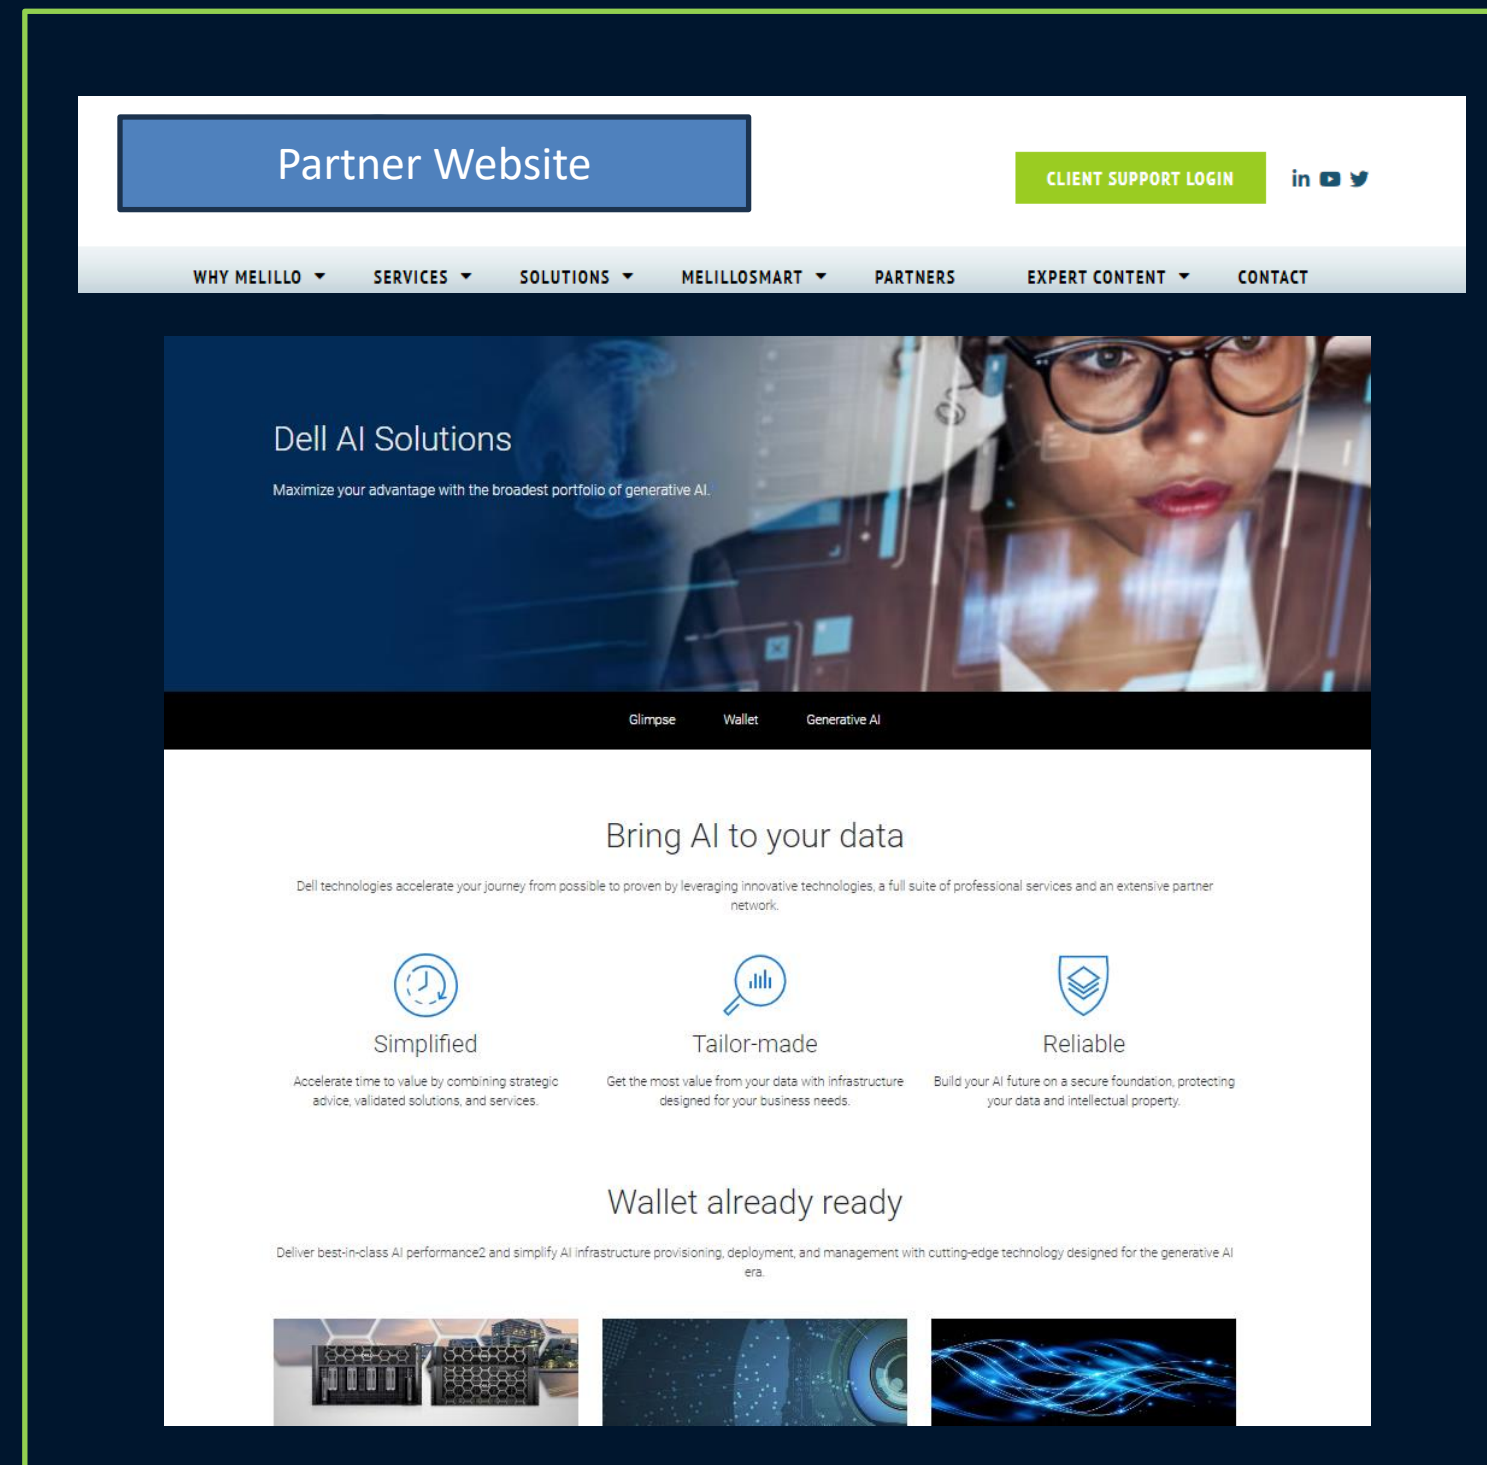 Partner Website
CLIENT SUPPORT LOGIN
in
WHY MELILLO
SERVICES
SOLUTIONS
MELILLOSMART
PARTNERS
EXPERT CONTENT
CONTACT
Dell AI Solutions
Maximize your advantage with the broadest portfolio of generative AI.
Glimpse
Wallet
Generative AI
Bring AI to your data
Dell technologies accelerate your journey from possible to proven by leveraging innovative technologies, a full suite of professional services and an extensive partner
network.
Simplified
Accelerate time to value by combining strategic
advice, validated solutions, and services.
Tailor-made
Get the most value from your data with infrastructure
designed for your business needs.
Reliable
Build your AI future on a secure foundation, protecting
your data and intellectual property.
Wallet already ready
Deliver best-in-class AI performance2 and simplify AI infrastructure provisioning, deployment, and management with cutting-edge technology designed for the generative AI
era.